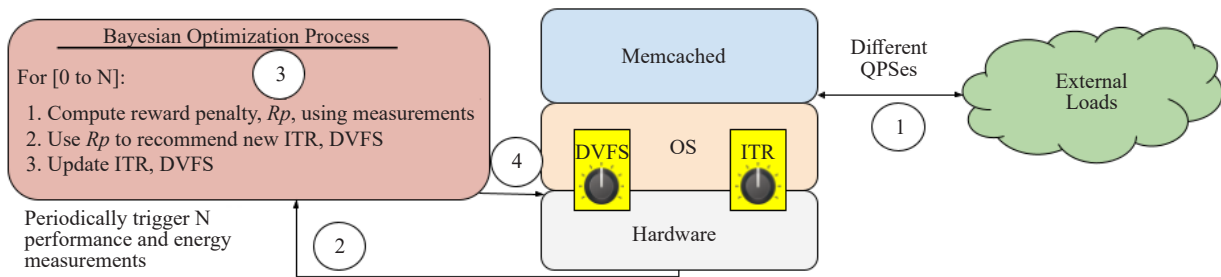 Bayesian Optimization Process
3
For [0 to N]:
1. Compute reward penalty, Rp, using measurements
2. Use Rp to recommend new ITR, DVFS
3. Update ITR, DVFS
Periodically trigger N
performance and energy
measurements
2
4
Memcached
DVFS
OS
ITR
Hardware
Different
QPSes
1
External
Loads